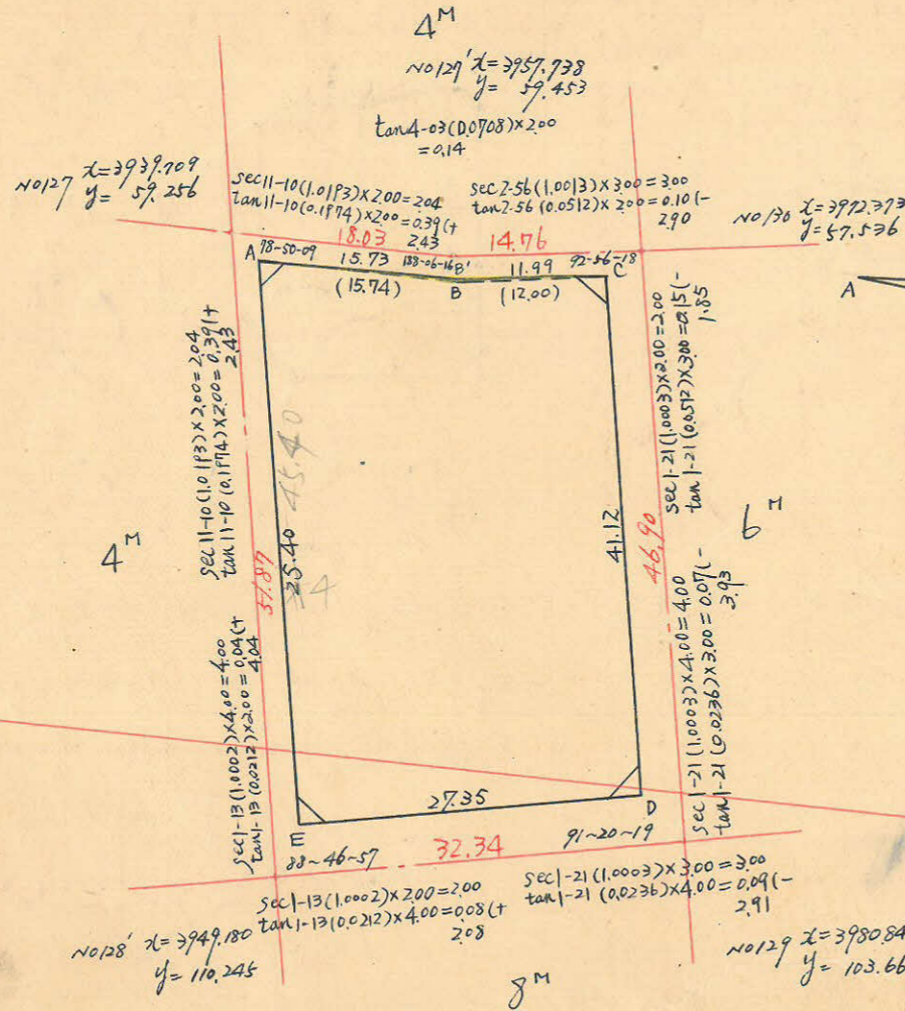 4M
NO127' x=3957.738
y= 59.453
tan4-03(0.0708)×2.00
=0.14
NO127 x=3939.709
y= 59.256
sec11-10(1.0193)×2.00=2.04
tan11-10(0.1974)×2.00=0.39(+
2.43
sec2-56(1.0013)×3.00=3.00
tan2-56(0.0512)×2.00=0.10(-
2.90
NO130 x=3972.373
y=57.536
18.03
14.76
A
78-50-09
15.73
188-06-16
B'
11.99
92-56-18
C
(15.74)
B
(12.00)
A
sec11-10(1.0193)×2.00=2.04
tan11-10(0.1974)×2.00=0.39(+
2.43
sec1-21(1.0003)×2.00=2.00
tan1-21(0.0512)×3.00=0.15(-
1.85
4M
51.87
25.40
45.40
41.12
46.90
6M
sec1-13(1.0002)×4.00=4.00
tan1-13(0.0212)×2.00=0.04(+
4.04
sec1-21(1.0003)×4.00=4.00
tan1-21(0.0236)×3.00=0.07(-
3.93
27.35
E
D
88~46~57
32.34
91~20~19
sec1-13(1.0002)×2.00=2.00
tan1-13(0.0212)×4.00=0.08(+
2.08
sec1-21(1.0003)×3.00=3.00
tan1-21(0.0236)×4.00=0.09(-
2.91
NO128' x=3949.180
y=110.245
NO129 x=3980.84
y=103.66
8M